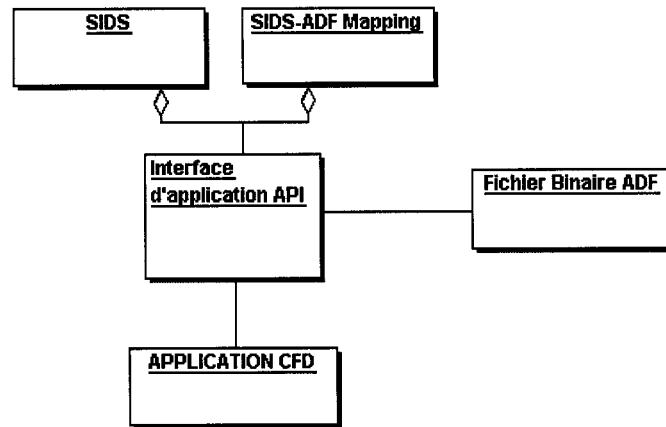 SIDS
SIDS-ADF Mapping
Interface
d'application API
Fichier Binaire ADF
APPLICATION CFD